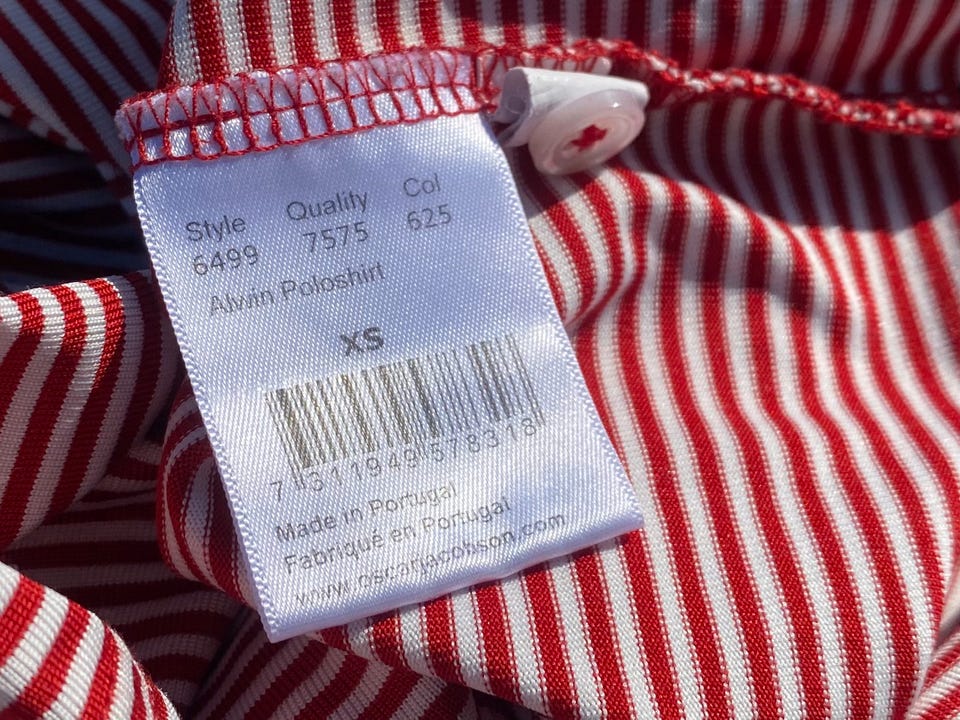 Style Quality Col
6499 7575 625
Alwin Poloshirt
XS
7 311949 578318
Made in Portugal
Fabriqué en Portugal
www.oscarjacobson.com